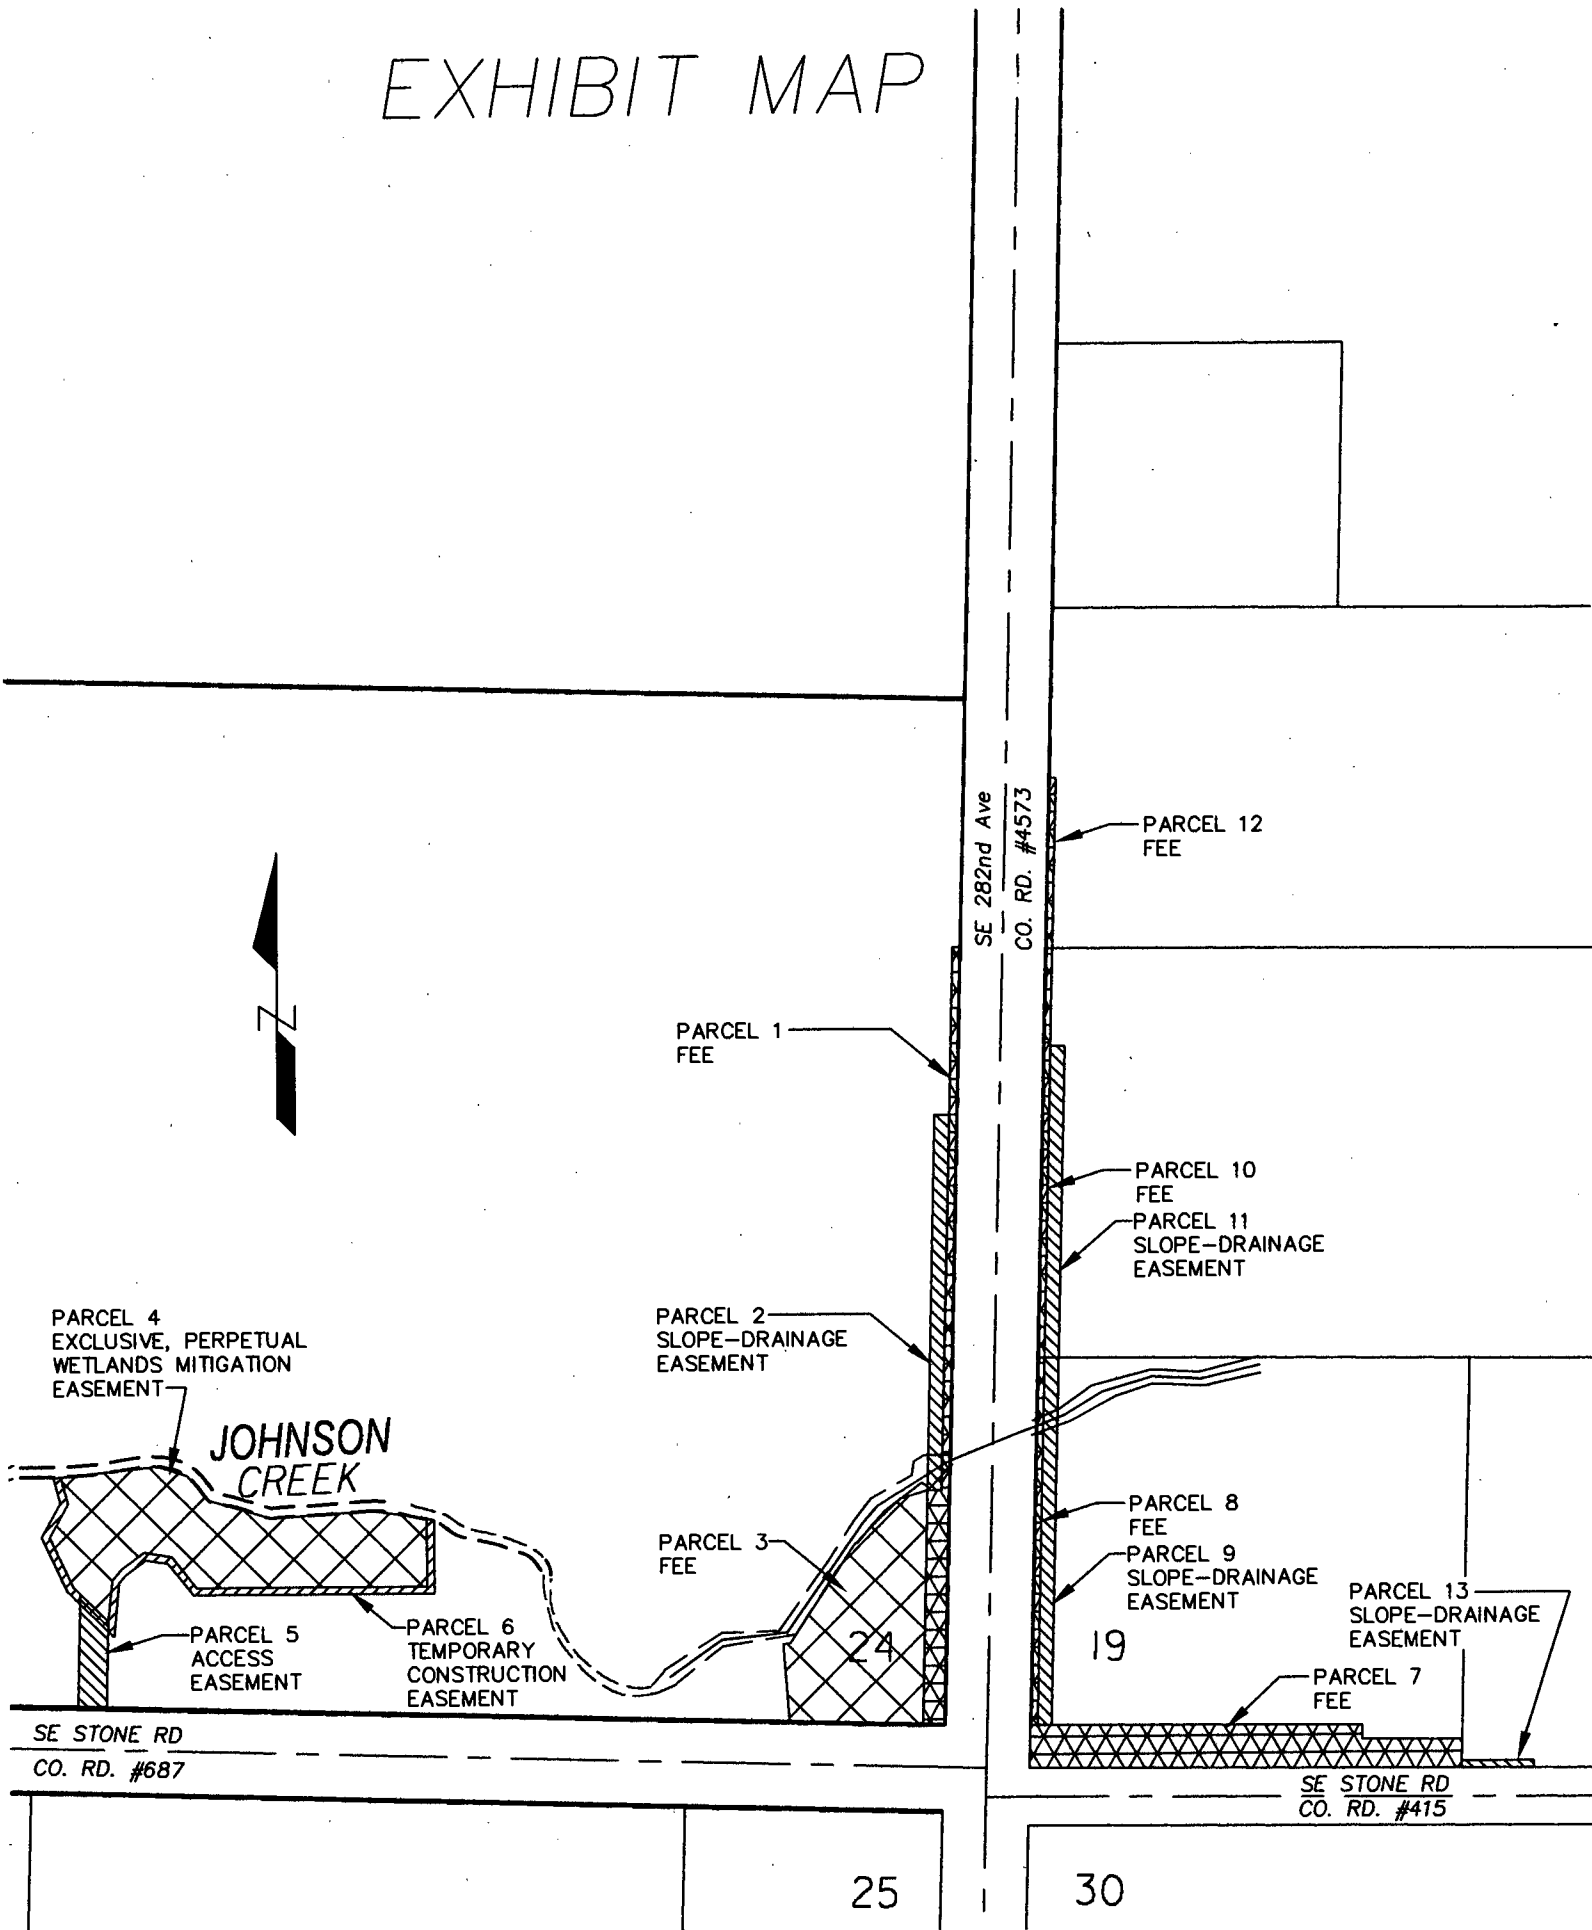 EXHIBIT MAP
SE 282nd Ave
CO. RD. #4573
PARCEL 12
FEE
N
PARCEL 1
FEE
PARCEL 10
FEE
PARCEL 11
SLOPE-DRAINAGE
EASEMENT
PARCEL 4
EXCLUSIVE, PERPETUAL
WETLANDS MITIGATION
EASEMENT
PARCEL 2
SLOPE-DRAINAGE
EASEMENT
JOHNSON
CREEK
PARCEL 3
FEE
PARCEL 8
FEE
PARCEL 9
SLOPE-DRAINAGE
EASEMENT
PARCEL 13
SLOPE-DRAINAGE
EASEMENT
PARCEL 5
ACCESS
EASEMENT
PARCEL 6
TEMPORARY
CONSTRUCTION
EASEMENT
24
19
PARCEL 7
FEE
SE STONE RD
CO. RD. #687
SE STONE RD
CO. RD. #415
25
30